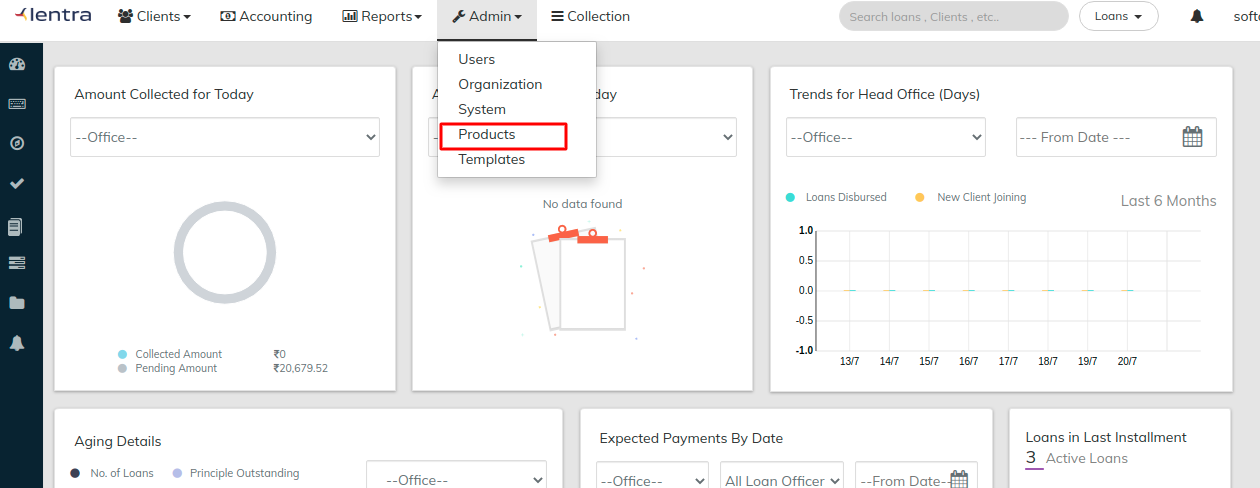 lentra Clients Accounting Reports Admin Collection Search loans , Clients , etc.. Loans softe
Users
Organization
System
Products
Templates
Amount Collected for Today
--Office--
Collected Amount ₹0
Pending Amount ₹20,679.52
day
No data found
Trends for Head Office (Days)
--Office-- --- From Date ---
Loans Disbursed New Client Joining Last 6 Months
1.0
0.5
0.0
-0.5
-1.0
13/7 14/7 15/7 16/7 17/7 18/7 19/7 20/7
Aging Details
No. of Loans Principle Outstanding --Office--
Expected Payments By Date
--Office-- All Loan Officer --From Date--
Loans in Last Installment
3 Active Loans